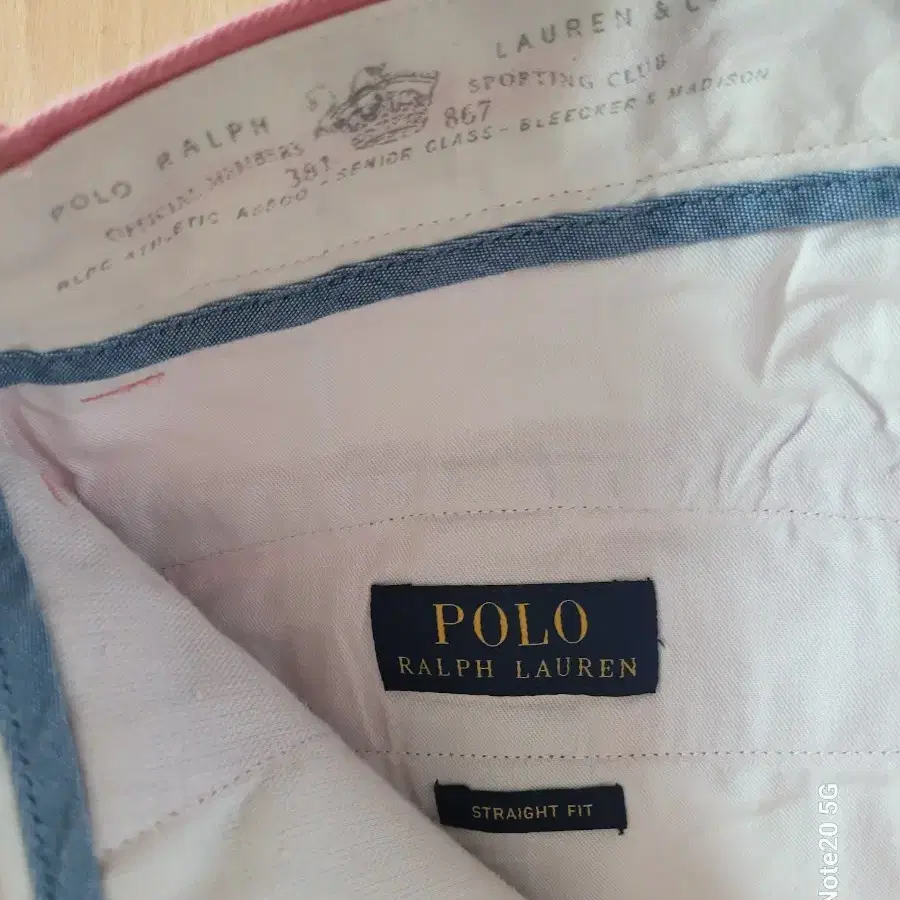 POLO RALPH LAUREN &
OFFICIAL MEMBERS SPORTING CLUB
381 867
ATHLETIC ASSOC - SENIOR CLASS - BLEECKER & MADISON
POLO
RALPH LAUREN
STRAIGHT FIT
Note20 5G